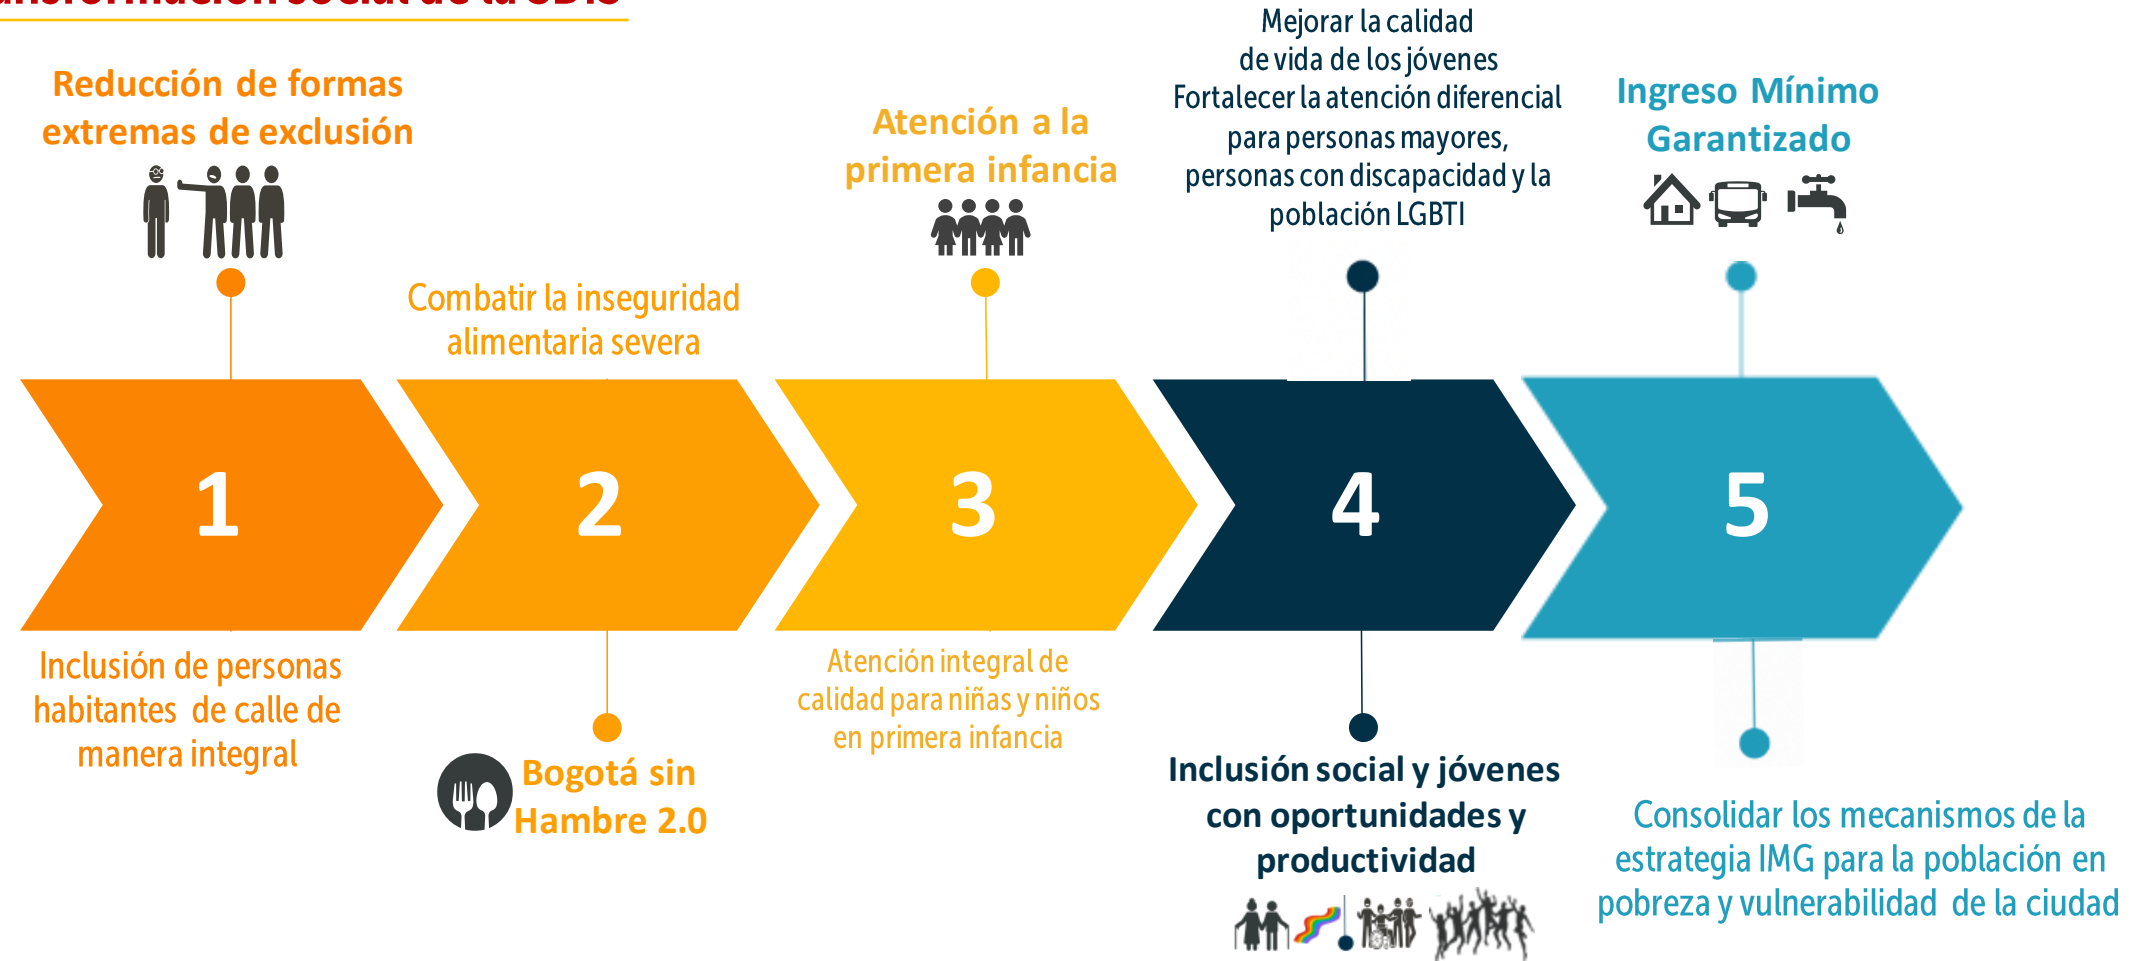 social de la SDIS
Reducción de formas
extremas de exclusión
1
Inclusión de personas
habitantes de calle de
manera integral
Combatir la inseguridad
alimentaria severa
2
Bogotá sin
Hambre 2.0
Atención a la
primera infancia
3
Atención integral de
calidad para niñas y niños
en primera infancia
Mejorar la calidad
de vida de los jóvenes
Fortalecer la atención diferencial
para personas mayores,
personas con discapacidad y la
población LGBTI
4
Inclusión social y jóvenes
con oportunidades y
productividad
Ingreso Mínimo
Garantizado
5
Consolidar los mecanismos de la
estrategia IMG para la población en
pobreza y vulnerabilidad de la ciudad